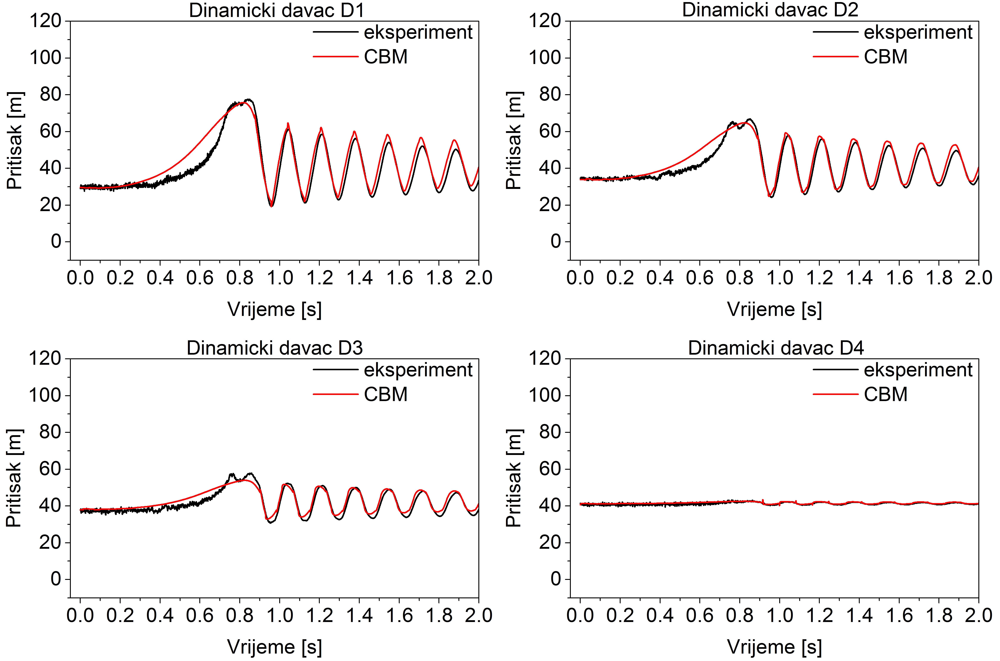 Dinamicki davac D1
eksperiment
CBM
Pritisak [m]
120
100
80
60
40
20
0
0.0 0.2 0.4 0.6 0.8 1.0 1.2 1.4 1.6 1.8 2.0
Vrijeme [s]
Dinamicki davac D2
eksperiment
CBM
Pritisak [m]
120
100
80
60
40
20
0
0.0 0.2 0.4 0.6 0.8 1.0 1.2 1.4 1.6 1.8 2.0
Vrijeme [s]
Dinamicki davac D3
eksperiment
CBM
Pritisak [m]
120
100
80
60
40
20
0
0.0 0.2 0.4 0.6 0.8 1.0 1.2 1.4 1.6 1.8 2.0
Vrijeme [s]
Dinamicki davac D4
eksperiment
CBM
Pritisak [m]
120
100
80
60
40
20
0
0.0 0.2 0.4 0.6 0.8 1.0 1.2 1.4 1.6 1.8 2.0
Vrijeme [s]